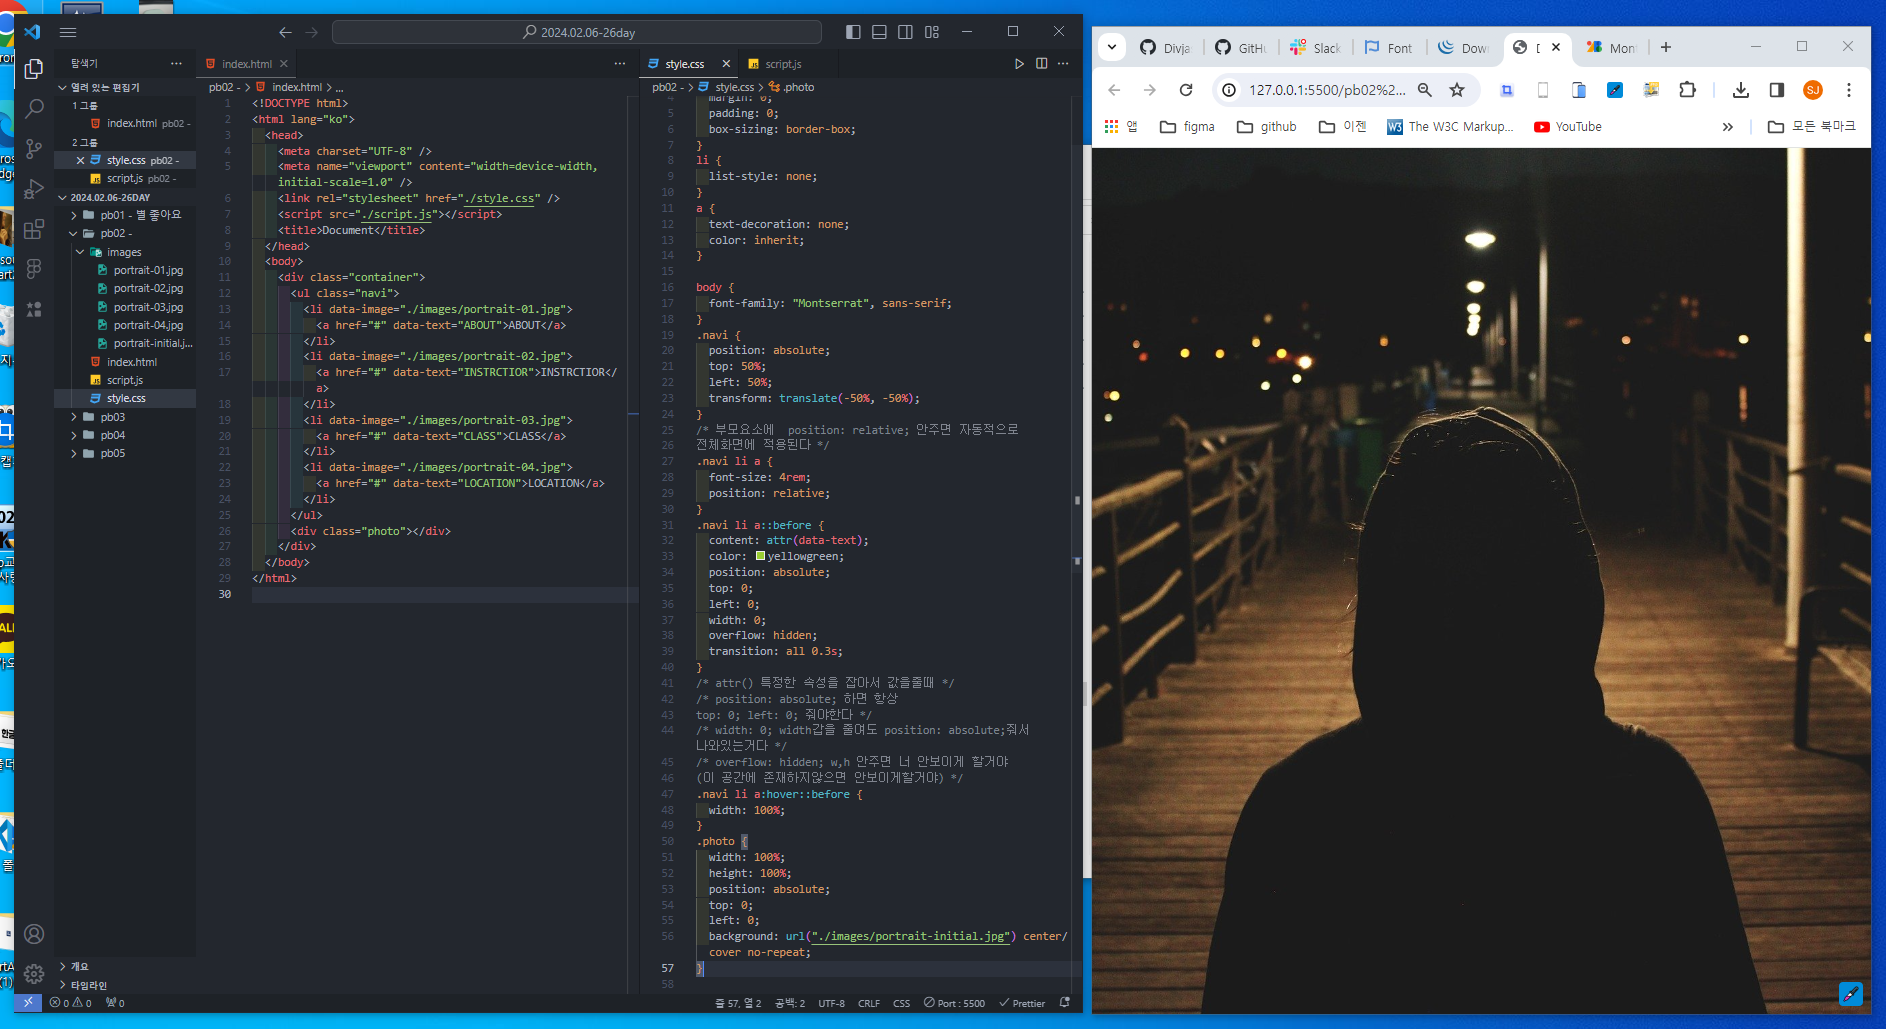 2024.02.06-26day
탐색기
열려 있는 편집기
1 그룹
index.html pb02 -
2 그룹
style.css pb02 -
script.js pb02 -
2024.02.06-26DAY
pb01 - 별 좋아요
pb02 -
images
portrait-01.jpg
portrait-02.jpg
portrait-03.jpg
portrait-04.jpg
portrait-initial.j...
index.html
script.js
style.css
pb03
pb04
pb05
개요
타임라인
index.html
pb02 - > index.html > ...
1 <!DOCTYPE html>
2 <html lang="ko">
3 <head>
4 <meta charset="UTF-8" />
5 <meta name="viewport" content="width=device-width,
initial-scale=1.0" />
6 <link rel="stylesheet" href="./style.css" />
7 <script src="./script.js"></script>
8 <title>Document</title>
9 </head>
10 <body>
11 <div class="container">
12 <ul class="navi">
13 <li data-image="./images/portrait-01.jpg">
14 <a href="#" data-text="ABOUT">ABOUT</a>
15 </li>
16 <li data-image="./images/portrait-02.jpg">
17 <a href="#" data-text="INSTRCTIOR">INSTRCTIOR</
a>
18 </li>
19 <li data-image="./images/portrait-03.jpg">
20 <a href="#" data-text="CLASS">CLASS</a>
21 </li>
22 <li data-image="./images/portrait-04.jpg">
23 <a href="#" data-text="LOCATION">LOCATION</a>
24 </li>
25 </ul>
26 <div class="photo"></div>
27 </div>
28 </body>
29 </html>
30
style.css
script.js
pb02 - > style.css > .photo
4 margin: 0;
5 padding: 0;
6 box-sizing: border-box;
7 }
8 li {
9 list-style: none;
10 }
11 a {
12 text-decoration: none;
13 color: inherit;
14 }
15
16 body {
17 font-family: "Montserrat", sans-serif;
18 }
19 .navi {
20 position: absolute;
21 top: 50%;
22 left: 50%;
23 transform: translate(-50%, -50%);
24 }
25 /* 부모요소에 position: relative; 안주면 자동적으로
26 전체화면에 적용된다 */
27 .navi li a {
28 font-size: 4rem;
29 position: relative;
30 }
31 .navi li a::before {
32 content: attr(data-text);
33 color: yellowgreen;
34 position: absolute;
35 top: 0;
36 left: 0;
37 width: 0;
38 overflow: hidden;
39 transition: all 0.3s;
40 }
41 /* attr() 특정한 속성을 잡아서 값을줄때 */
42 /* position: absolute; 하면 항상
43 top: 0; left: 0; 줘야한다 */
44 /* width: 0; width값을 줄여도 position: absolute;줘서
나와있는거다 */
45 /* overflow: hidden; w,h 안주면 너 안보이게 할거야
46 (이 공간에 존재하지않으면 안보이게할거야) */
47 .navi li a:hover::before {
48 width: 100%;
49 }
50 .photo {
51 width: 100%;
52 height: 100%;
53 position: absolute;
54 top: 0;
55 left: 0;
56 background: url("./images/portrait-initial.jpg") center/
cover no-repeat;
57 }
58
0 0 0
줄 57, 열 2 공백: 2 UTF-8 CRLF CSS Port : 5500 Prettier
Divja
GitHu
Slack
Font
Dow
Mon
127.0.0.1:5500/pb02%2...
SJ
앱
figma
github
이젠
W3 The W3C Markup...
YouTube
모든 북마크